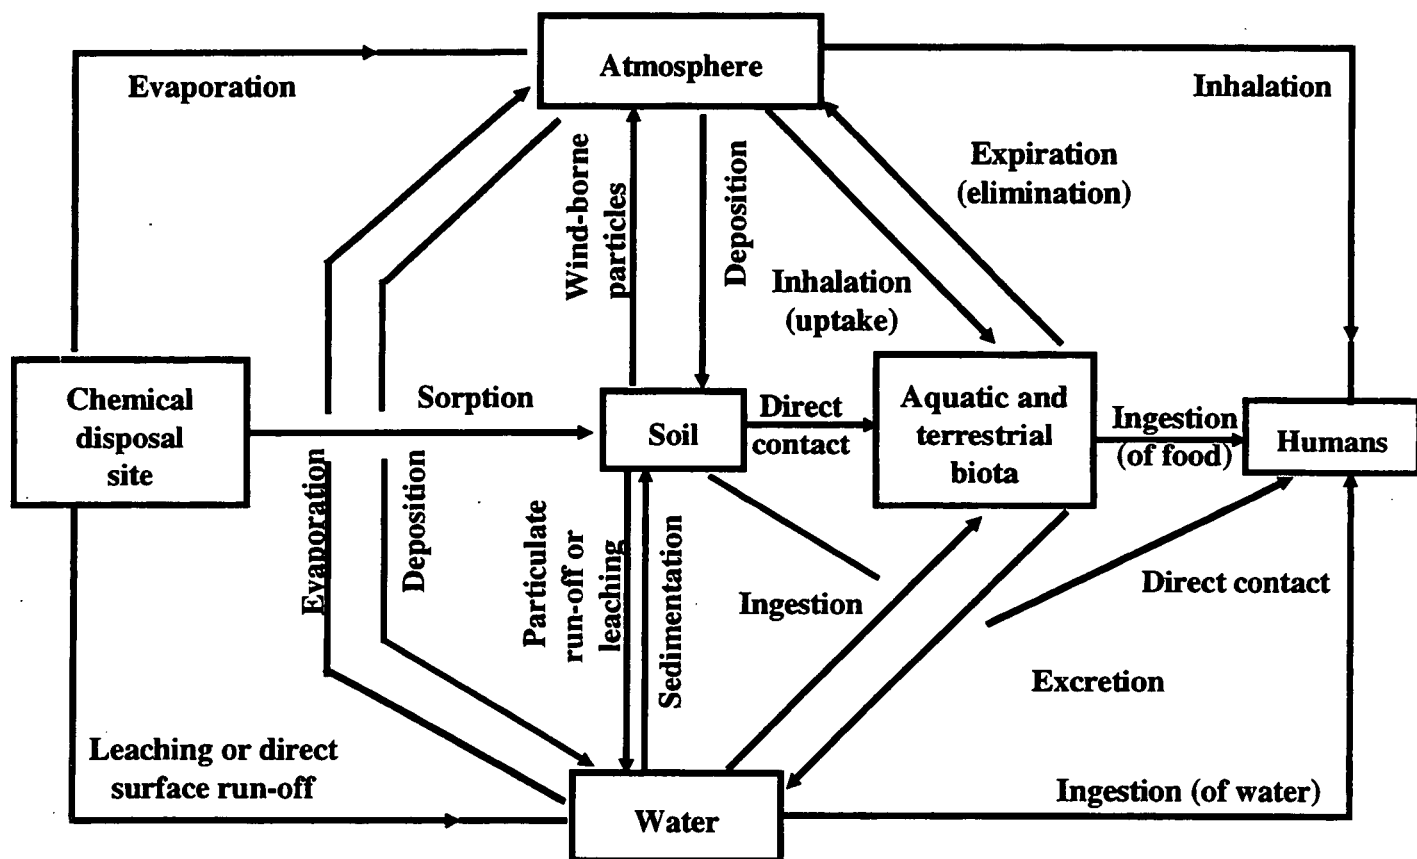 Atmosphere
Evaporation
Inhalation
Expiration
(elimination)
Wind-borne
particles
Deposition
Inhalation
(uptake)
Chemical
disposal
site
Sorption
Soil
Direct
contact
Aquatic and
terrestrial
biota
Ingestion
(of food)
Humans
Evaporation
Deposition
Particulate
run-off or
leaching
Sedimentation
Ingestion
Direct contact
Excretion
Leaching or direct
surface run-off
Water
Ingestion (of water)